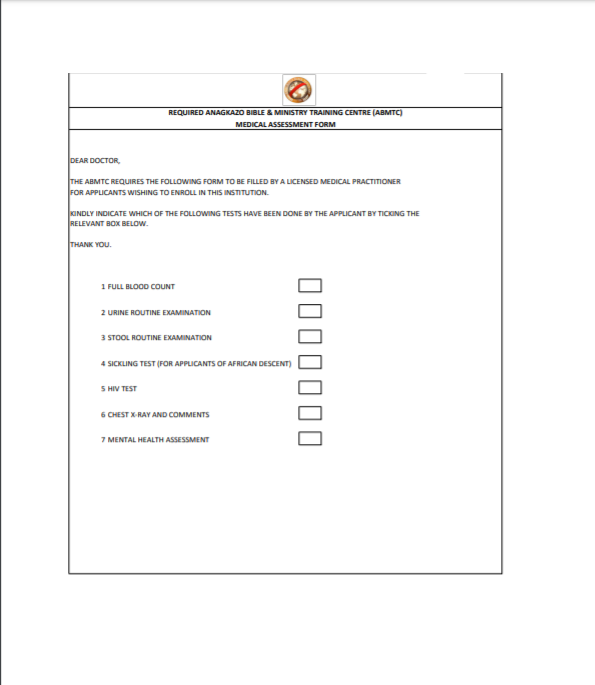 REQUIRED ANAGKAZO BIBLE & MINISTRY TRAINING CENTRE (ABMTC)
MEDICAL ASSESSMENT FORM
DEAR DOCTOR,
THE ABMTC REQUIRES THE FOLLOWING FORM TO BE FILLED BY A LICENSED MEDICAL PRACTITIONER
FOR APPLICANTS WISHING TO ENROLL IN THIS INSTITUTION.
KINDLY INDICATE WHICH OF THE FOLLOWING TESTS HAVE BEEN DONE BY THE APPLICANT BY TICKING THE
RELEVANT BOX BELOW.
THANK YOU.
1 FULL BLOOD COUNT
2 URINE ROUTINE EXAMINATION
3 STOOL ROUTINE EXAMINATION
4 SICKLING TEST (FOR APPLICANTS OF AFRICAN DESCENT)
5 HIV TEST
6 CHEST X-RAY AND COMMENTS
7 MENTAL HEALTH ASSESSMENT